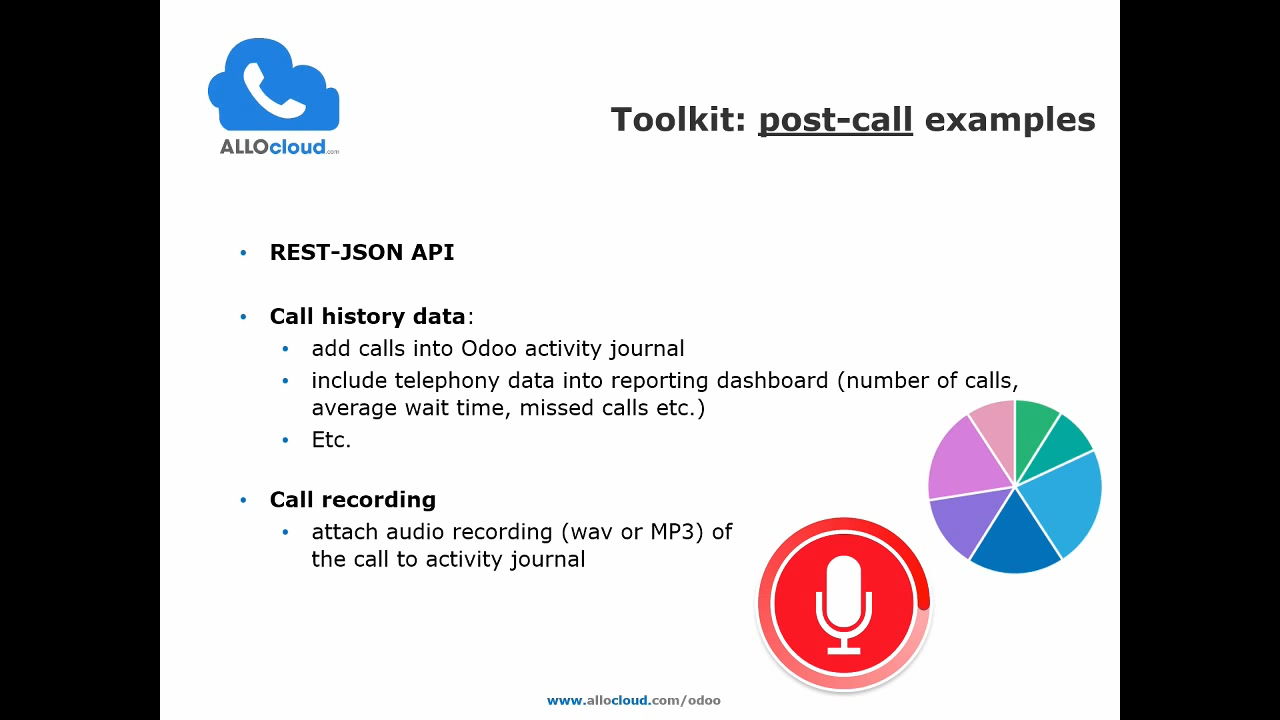 ALLOcloud.com
Toolkit: post-call examples
• REST-JSON API
• Call history data:
• add calls into Odoo activity journal
• include telephony data into reporting dashboard (number of calls,
average wait time, missed calls etc.)
• Etc.
• Call recording
• attach audio recording (wav or MP3) of
the call to activity journal
www.allocloud.com/odoo